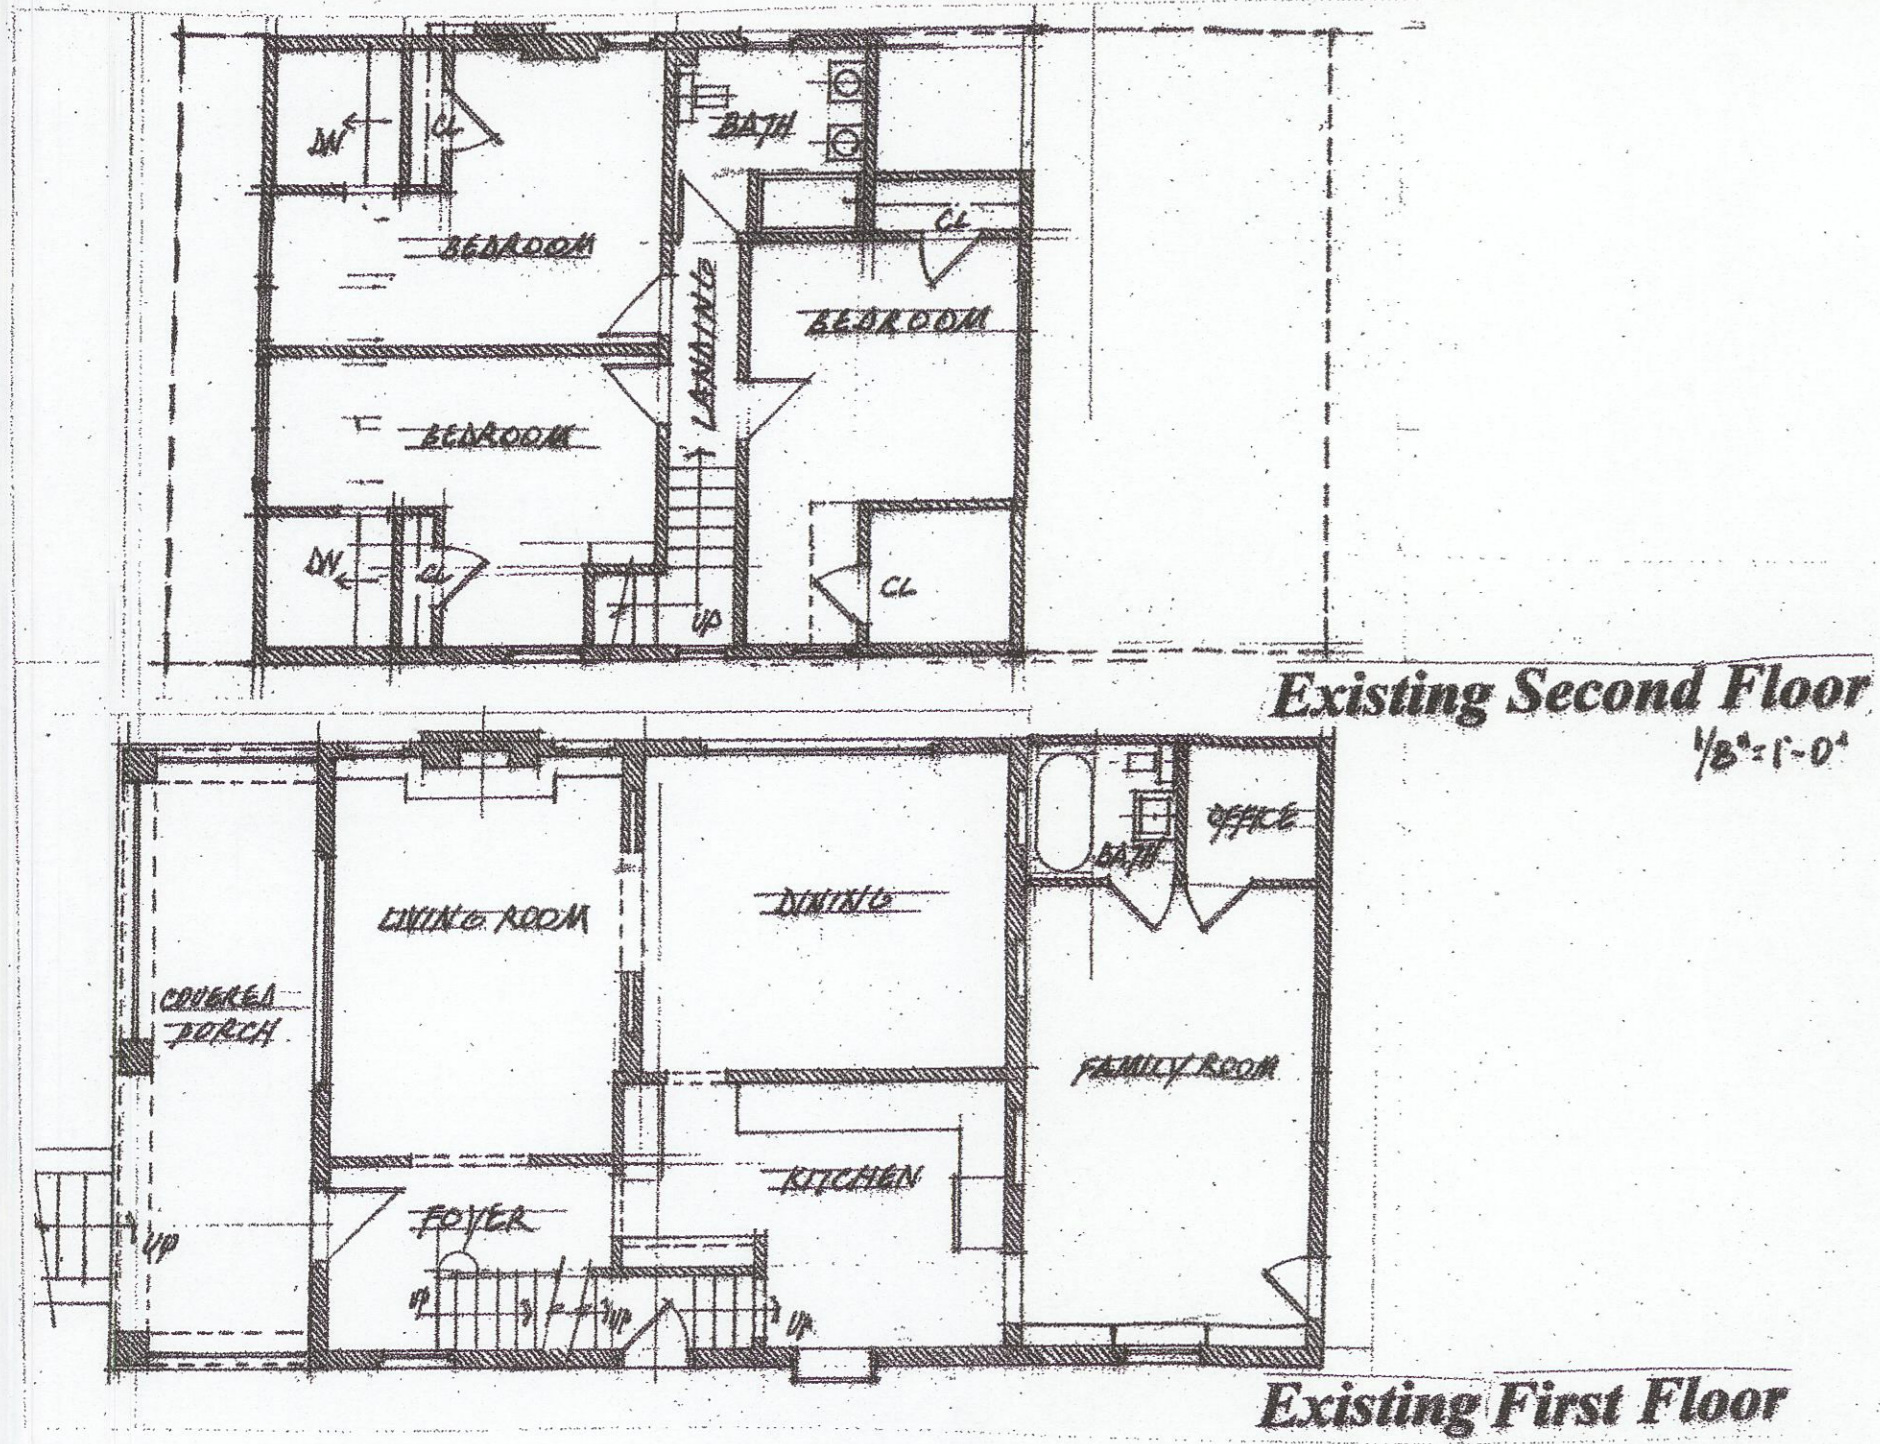 DN
CL
BATH
CL
BEDROOM
LANDING
BEDROOM
BEDROOM
DN
CL
CL
UP
Existing Second Floor
1/8" = 1'-0"
OFFICE
BATH
LIVING ROOM
DINING
COVERED
PORCH
FAMILY ROOM
KITCHEN
FOYER
UP
UP
UP
UP
Existing First Floor